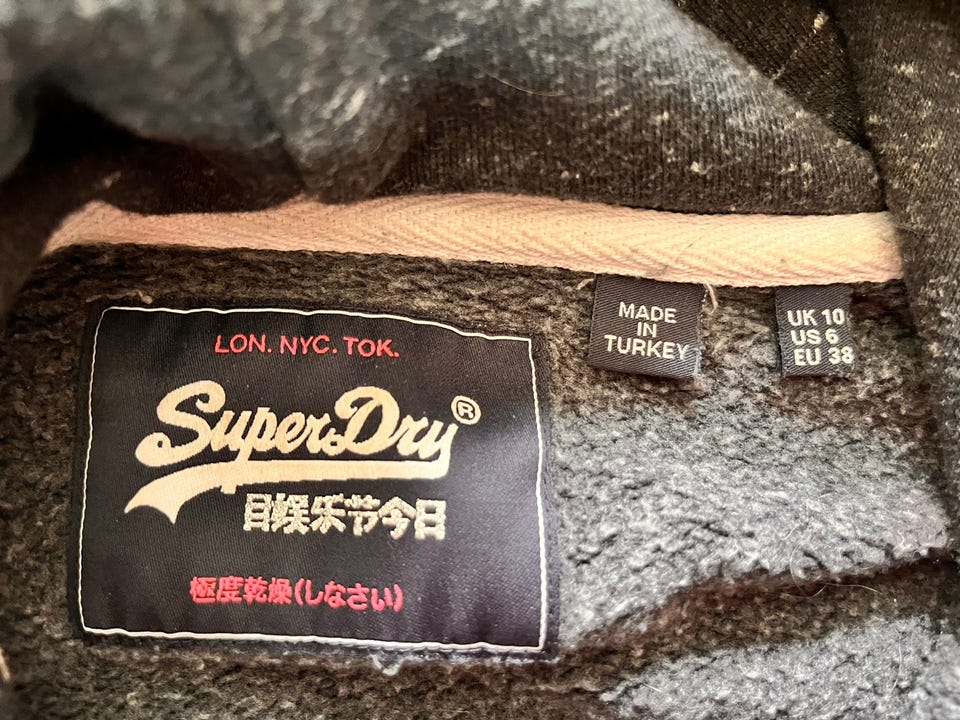 LON. NYC. TOK.
SuperDry®
目娱乐节今日
極度乾燥(しなさい)
MADE
IN
TURKEY
UK 10
US 6
EU 38